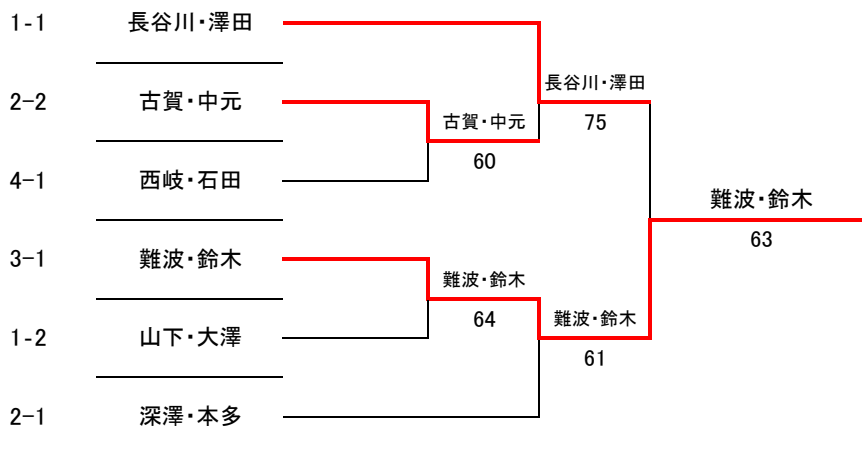 1-1 長谷川・澤田
長谷川・澤田
2-2 古賀・中元
古賀・中元
75
60
4-1 西岐・石田
難波・鈴木
63
3-1 難波・鈴木
難波・鈴木
64
難波・鈴木
1-2 山下・大澤
61
2-1 深澤・本多